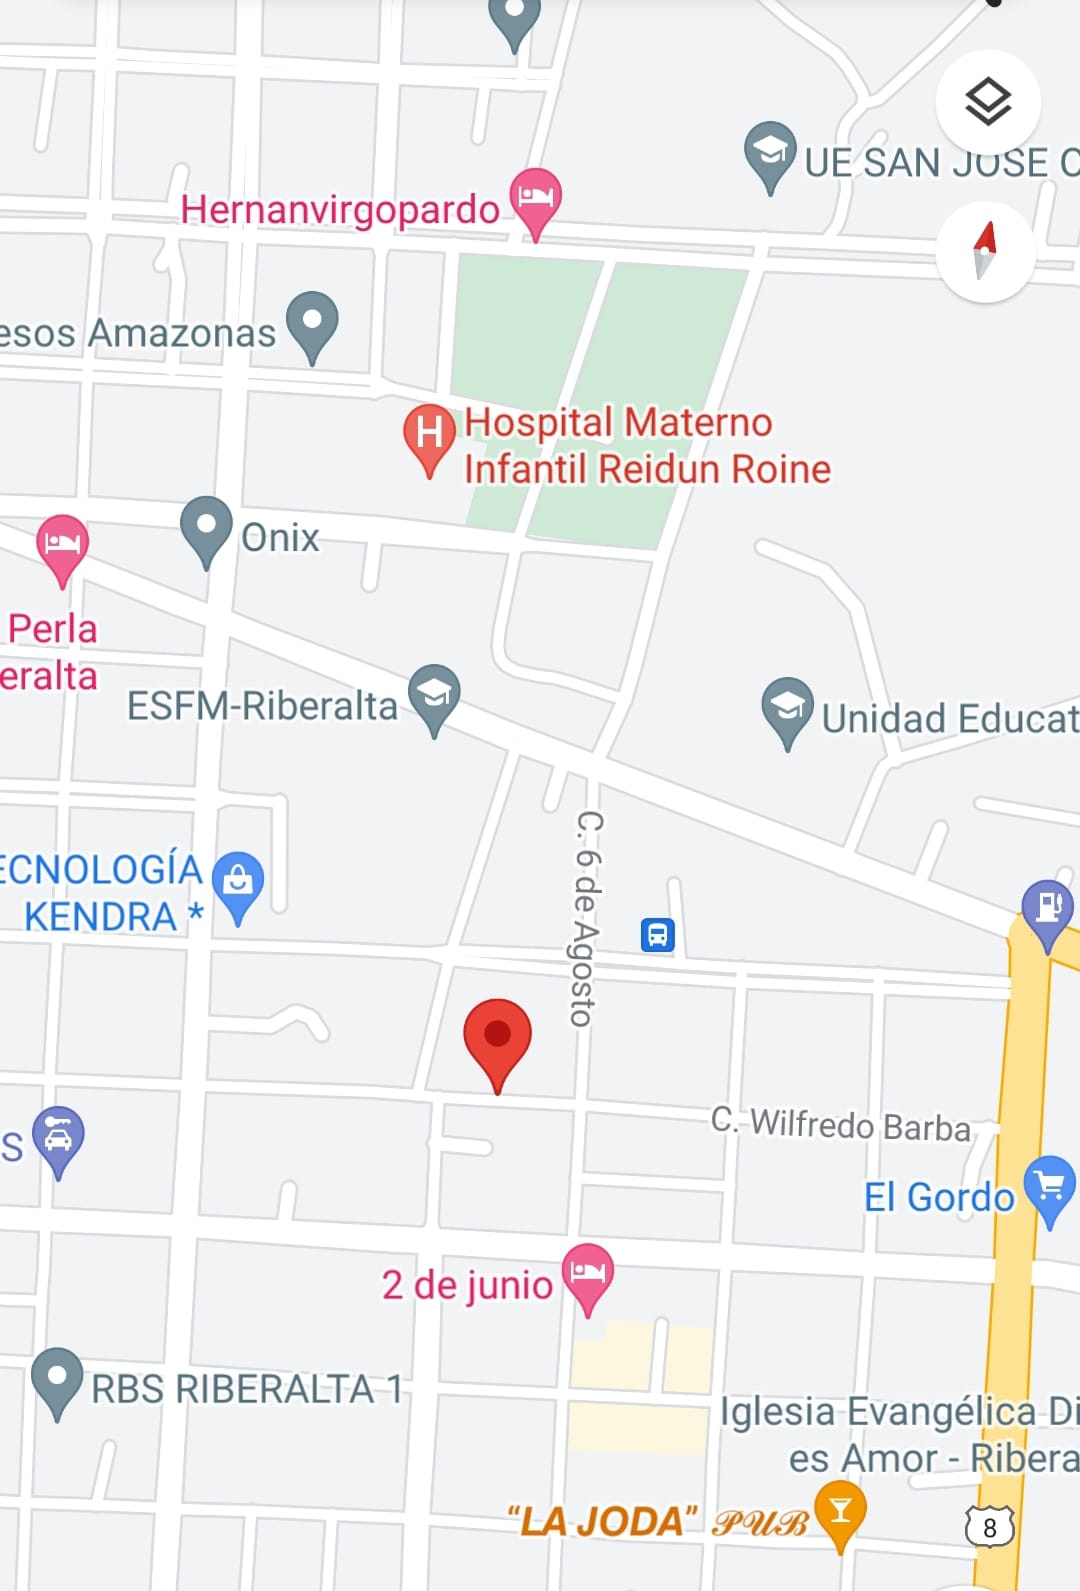 UE SAN JOSE C
Hernanvirgopardo
esos Amazonas
H
Hospital Materno
Infantil Reidun Roine
Onix
Perla
eralta
ESFM-Riberalta
Unidad Educat
C. 6 de Agosto
ECNOLOGÍA
KENDRA *
C. Wilfredo Barba
S
El Gordo
2 de junio
RBS RIBERALTA 1
Iglesia Evangélica Di
es Amor - Ribera
“LA JODA” 𝒫𝒰ℬ
8